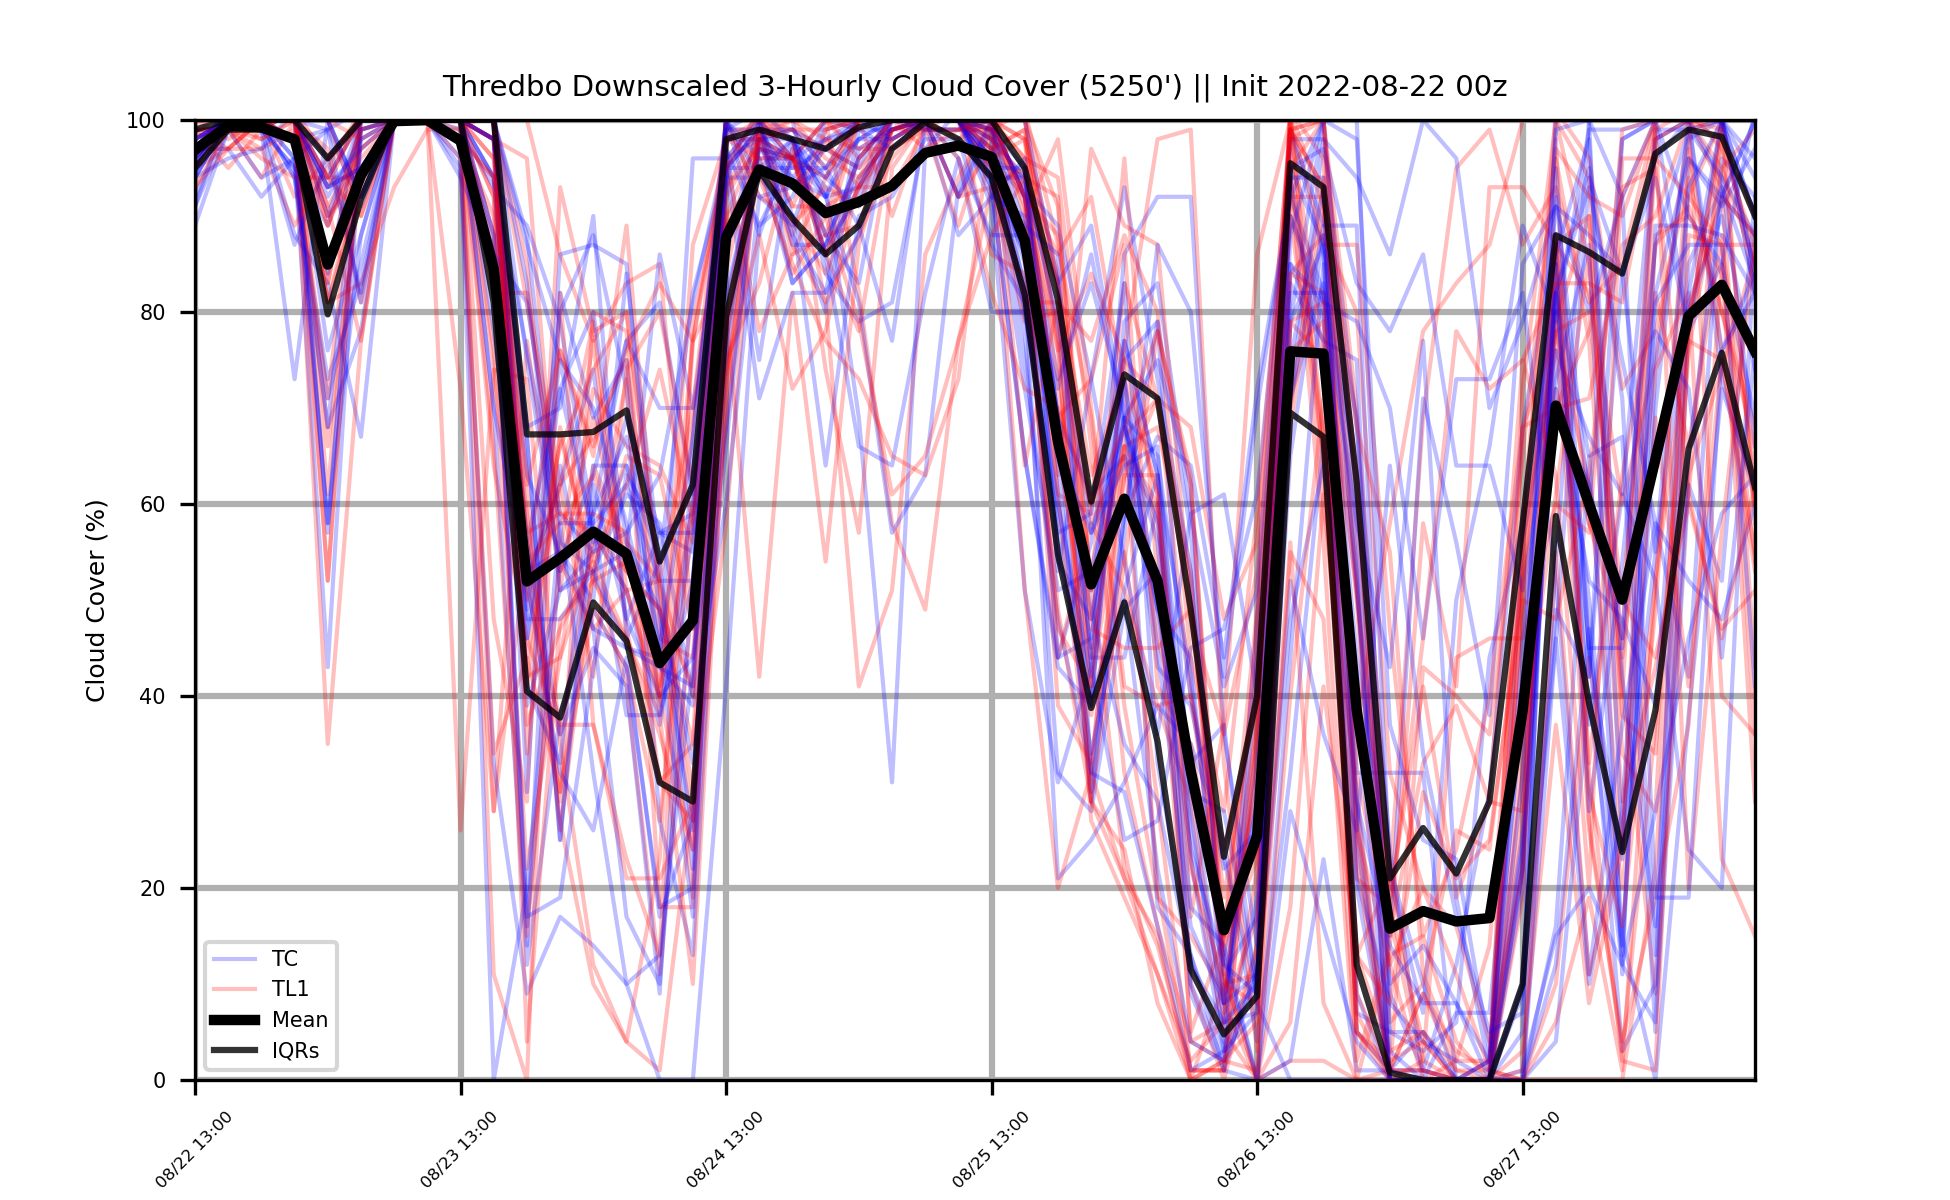 Thredbo Downscaled 3-Hourly Cloud Cover (5250') || Init 2022-08-22 00z
Cloud Cover (%)
100
80
60
40
20
0
TC
TL1
Mean
IQRs
08/22 13:00
08/23 13:00
08/24 13:00
08/25 13:00
08/26 13:00
08/27 13:00